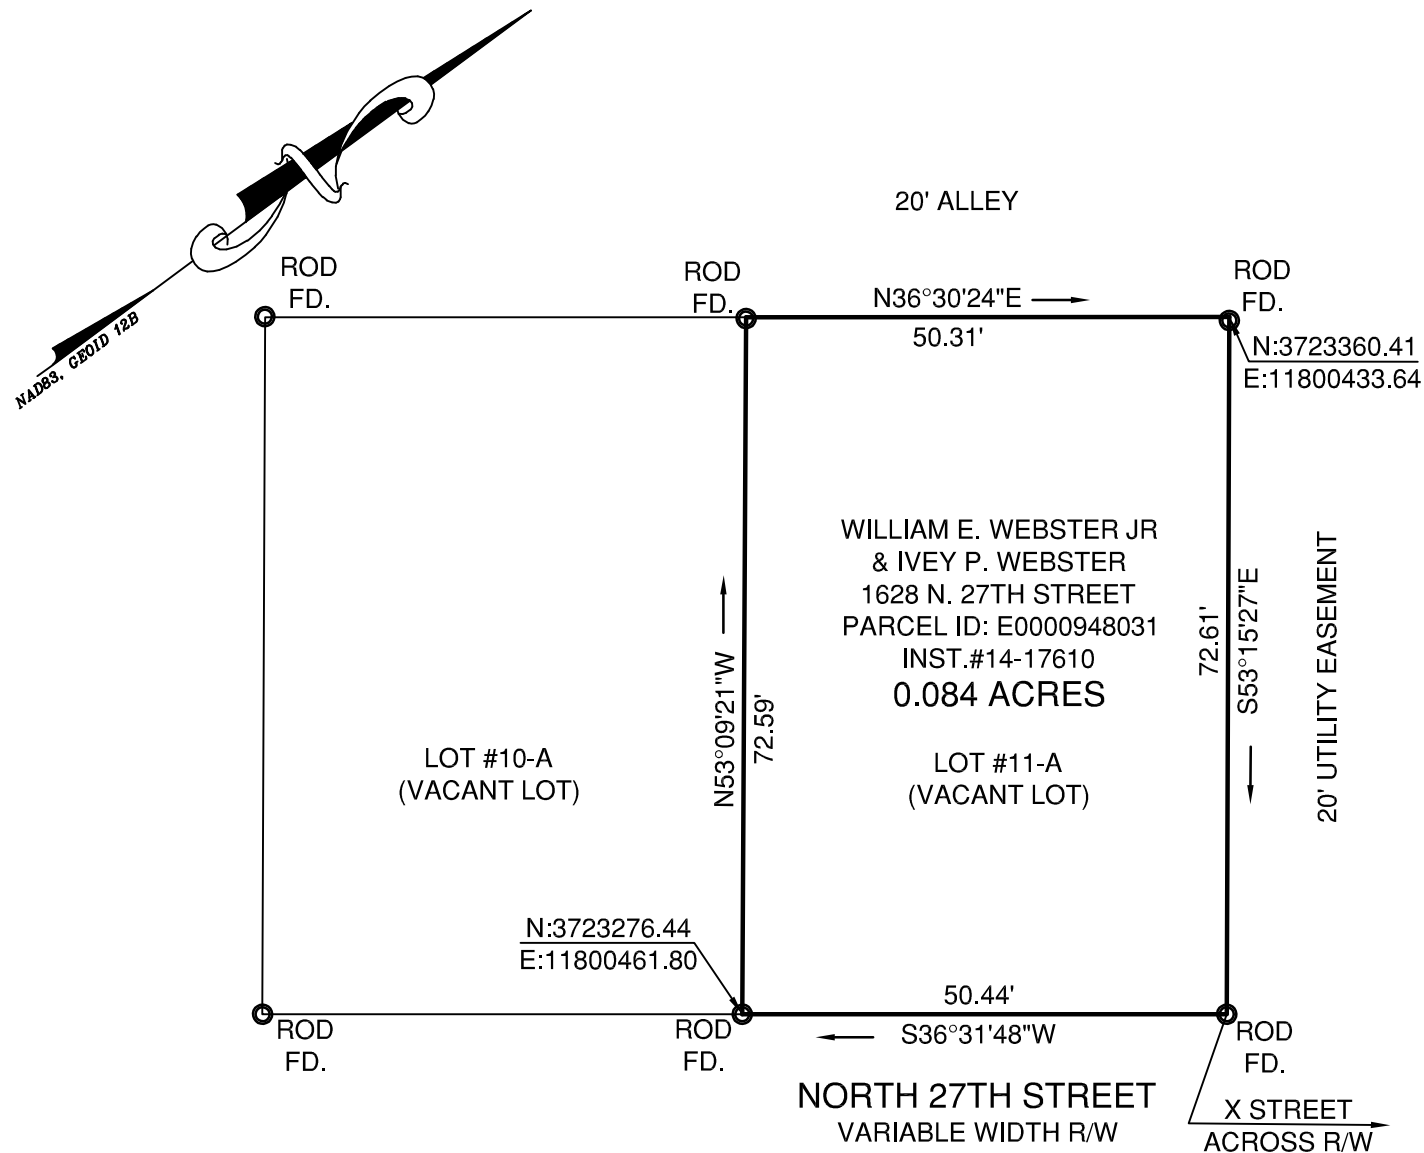 20' ALLEY
ROD
FD.
ROD
FD.
N36°30'24"E
50.31'
ROD
FD.
N:3723360.41
E:11800433.64
NAD83, GEOID 12B
WILLIAM E. WEBSTER JR
& IVEY P. WEBSTER
1628 N. 27TH STREET
PARCEL ID: E0000948031
INST.#14-17610
0.084 ACRES
N53°09'21"W
72.59'
72.61'
S53°15'27"E
20' UTILITY EASEMENT
LOT #10-A
(VACANT LOT)
LOT #11-A
(VACANT LOT)
N:3723276.44
E:11800461.80
50.44'
S36°31'48"W
ROD
FD.
ROD
FD.
ROD
FD.
NORTH 27TH STREET
VARIABLE WIDTH R/W
X STREET
ACROSS R/W